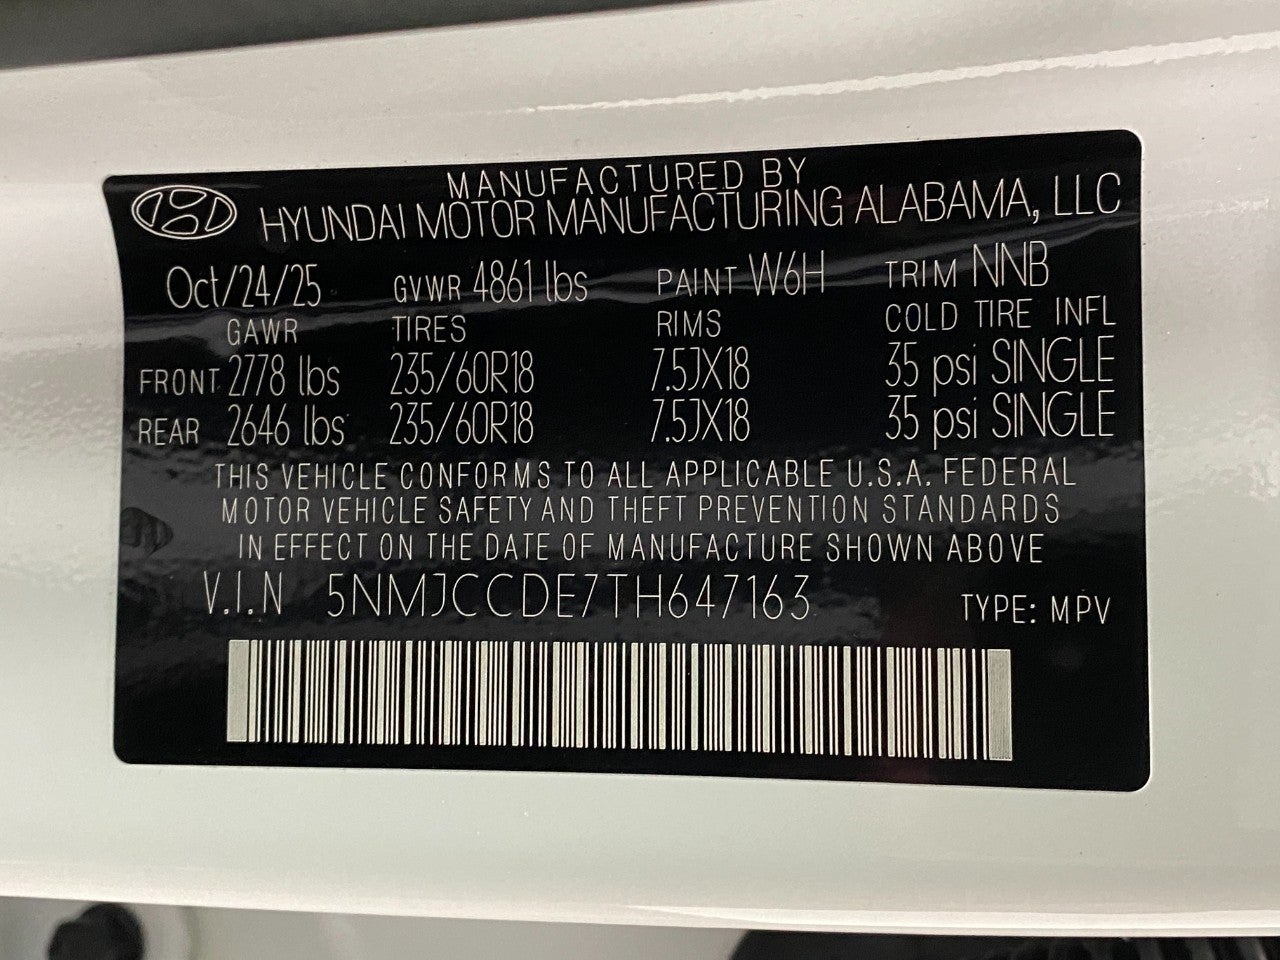 MANUFACTURED BY
HYUNDAI MOTOR MANUFACTURING ALABAMA, LLC
Oct/24/25 GVWR 4861 lbs PAINT W6H TRIM NNB
GAWR TIRES RIMS COLD TIRE INFL
FRONT 2778 lbs 235/60R18 7.5JX18 35 psi SINGLE
REAR 2646 lbs 235/60R18 7.5JX18 35 psi SINGLE
THIS VEHICLE CONFORMS TO ALL APPLICABLE U.S.A. FEDERAL
MOTOR VEHICLE SAFETY AND THEFT PREVENTION STANDARDS
IN EFFECT ON THE DATE OF MANUFACTURE SHOWN ABOVE
V.I.N 5NMJCCDE7TH647163 TYPE: MPV